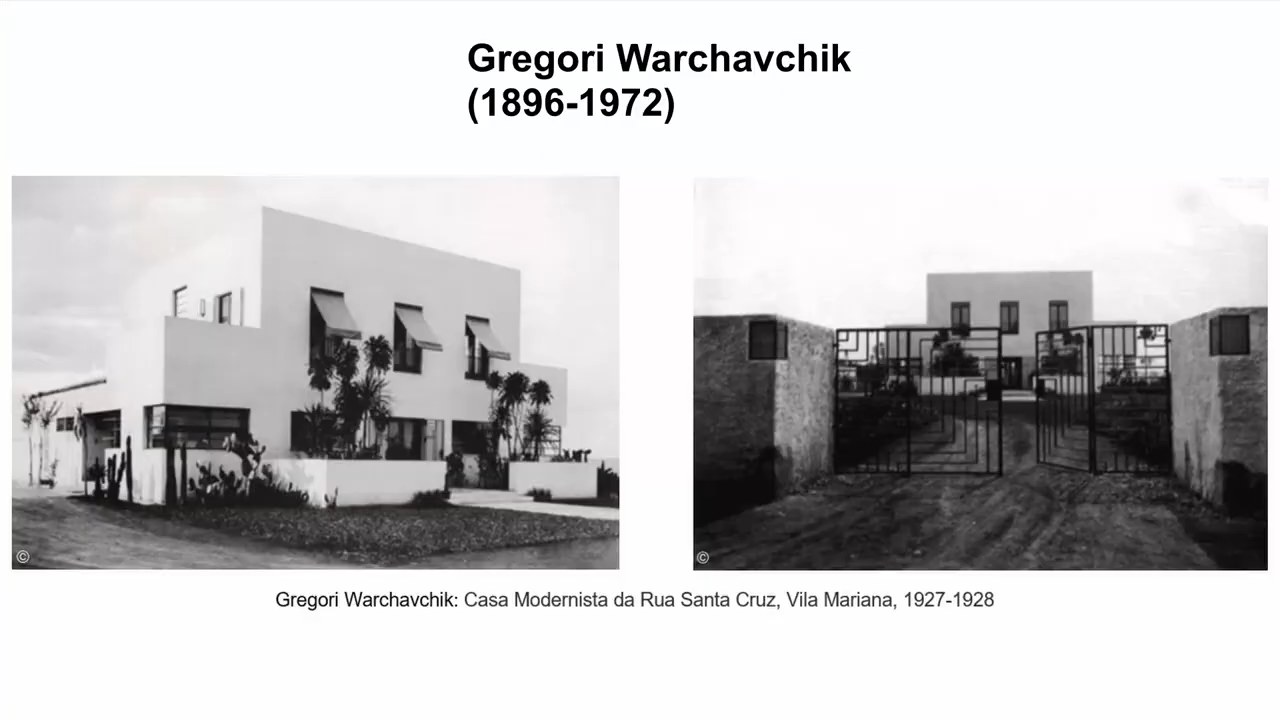 Gregori Warchavchik
(1896-1972)
©
©
Gregori Warchavchik: Casa Modernista da Rua Santa Cruz, Vila Mariana, 1927-1928